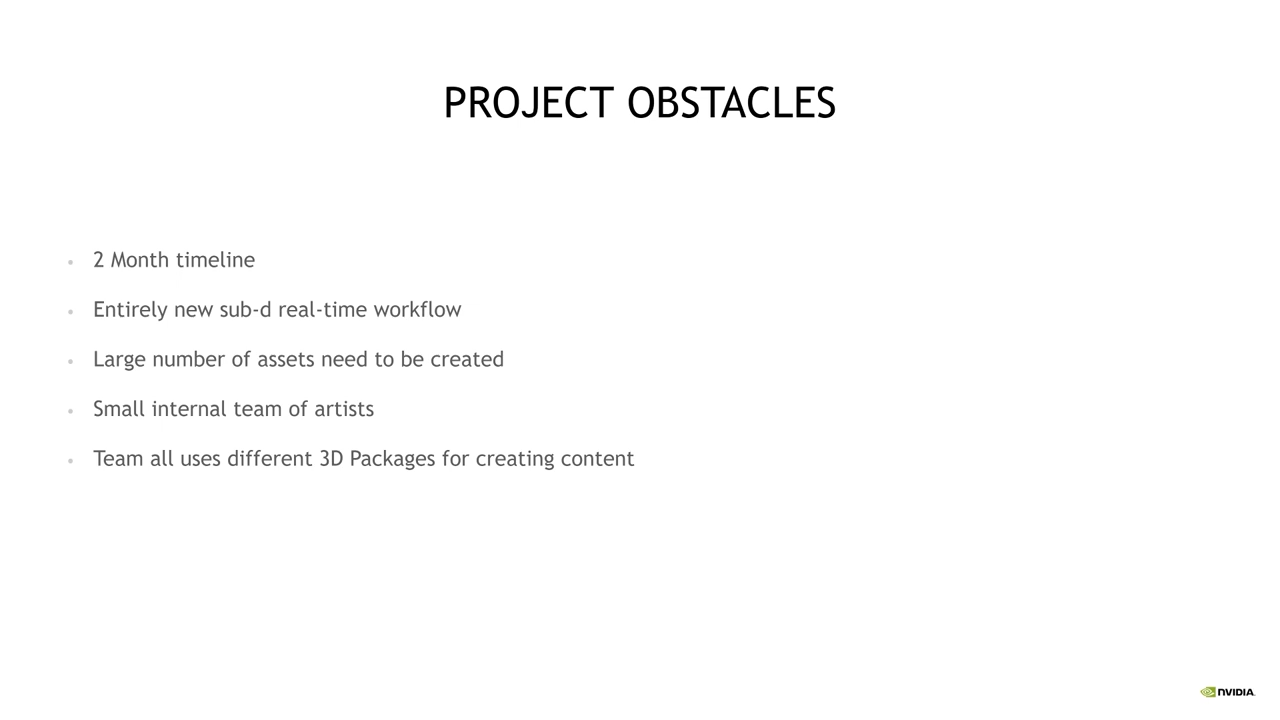 PROJECT OBSTACLES
• 2 Month timeline
• Entirely new sub-d real-time workflow
• Large number of assets need to be created
• Small internal team of artists
• Team all uses different 3D Packages for creating content
NVIDIA.